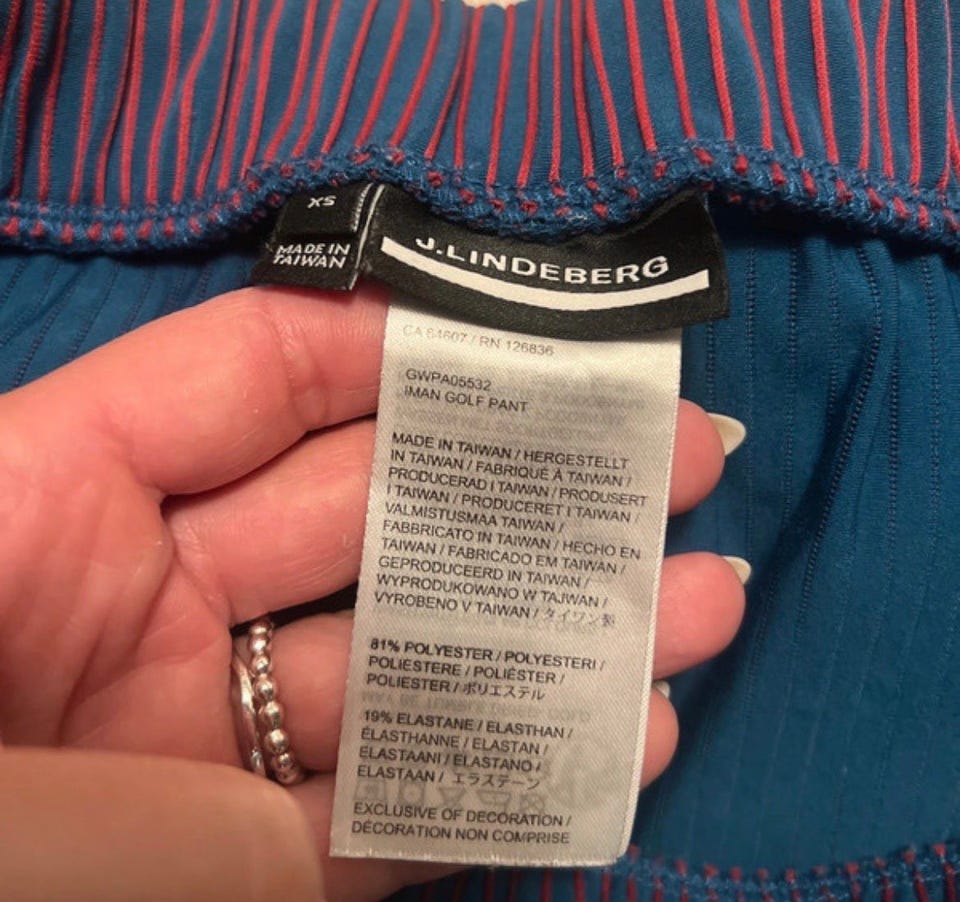 XS
MADE IN
TAIWAN
J.LINDEBERG
CA 64607 / RN 126836
GWPA05532
IMAN GOLF PANT
MADE IN TAIWAN / HERGESTELLT
IN TAIWAN / FABRIQUÉ À TAIWAN /
PRODUCERAD I TAIWAN / PRODUSERT
I TAIWAN / PRODUCERET I TAIWAN /
VALMISTUSMAA TAIWAN /
FABBRICATO IN TAIWAN / HECHO EN
TAIWAN / FABRICADO EM TAIWAN /
GEPRODUCEERD IN TAIWAN /
WYPRODUKOWANO W TAJWAN /
VYROBENO V TAIWAN / タイワン製
81% POLYESTER / POLYESTERI /
POLIESTERE / POLIÉSTER /
POLIESTER / ポリエステル
19% ELASTANE / ELASTHAN /
ÉLASTHANNE / ELASTAN /
ELASTAANI / ELASTANO /
ELASTAAN / エラステーン
EXCLUSIVE OF DECORATION /
DÉCORATION NON COMPRISE